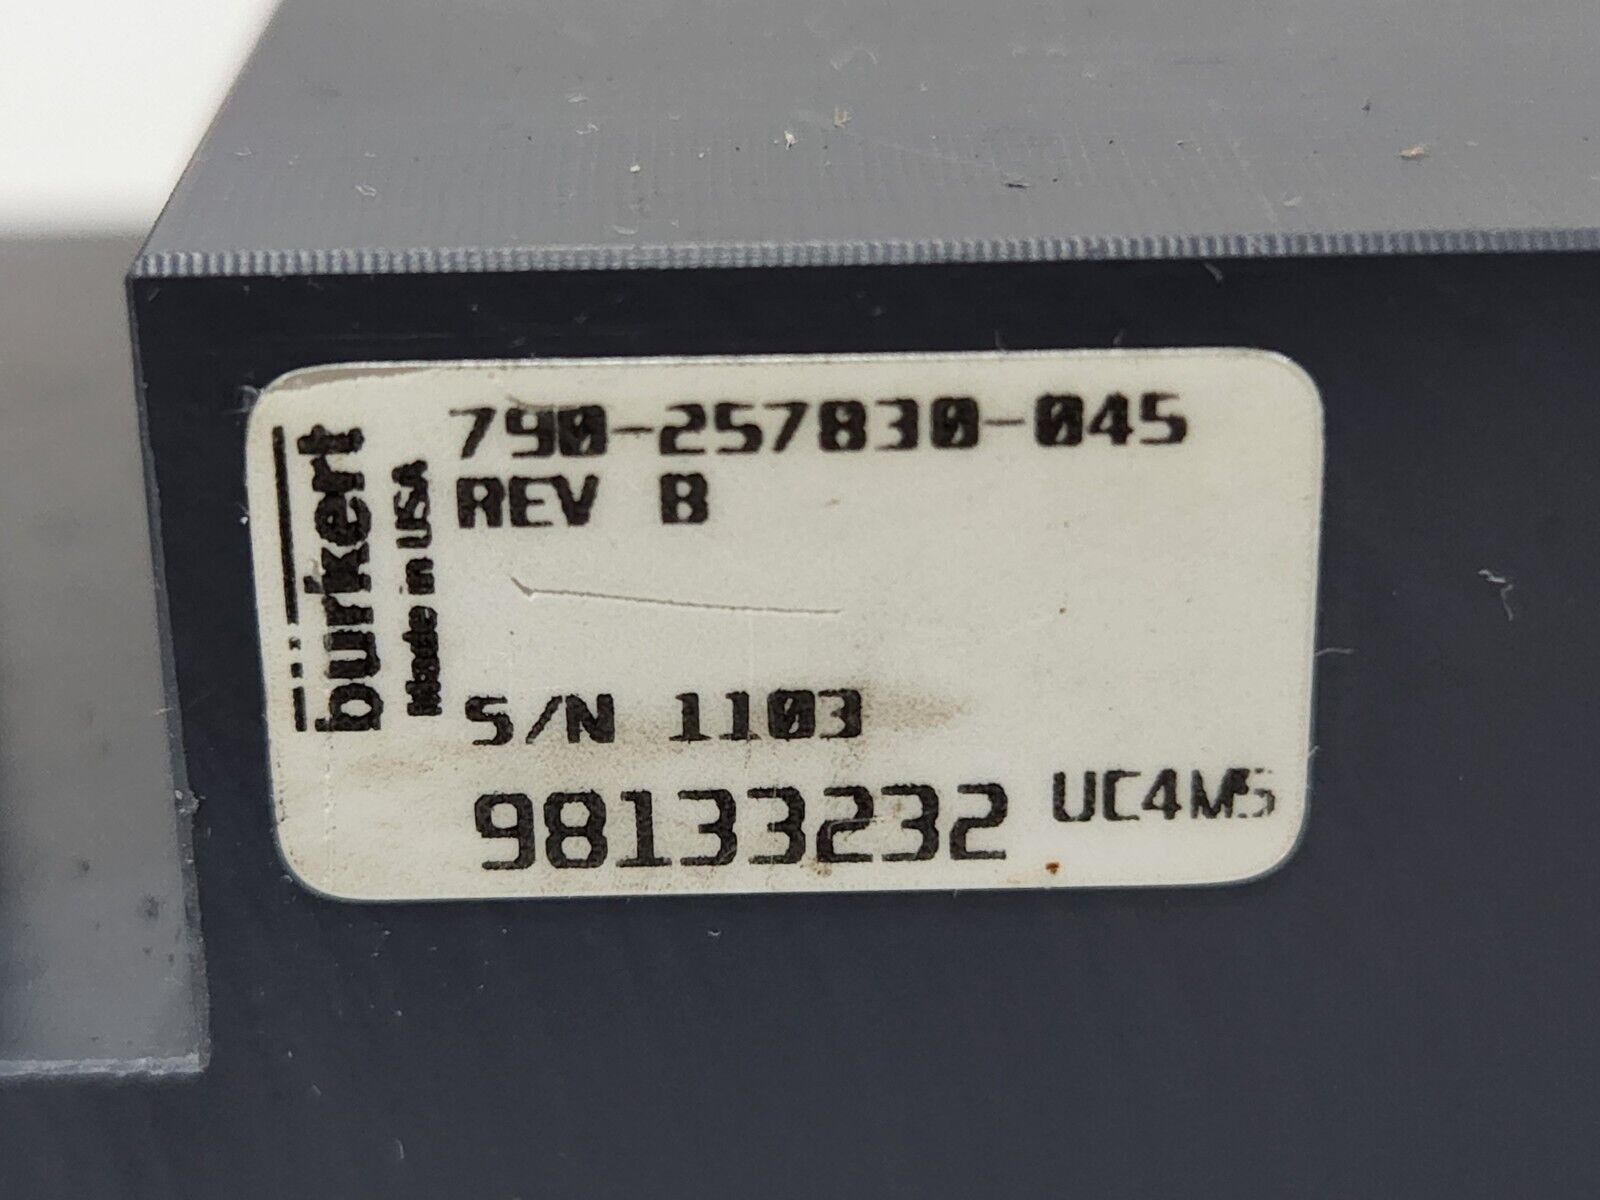 bürkert
Made in USA
790-257830-045
REV B
S/N 1103
98133232
UC4M5